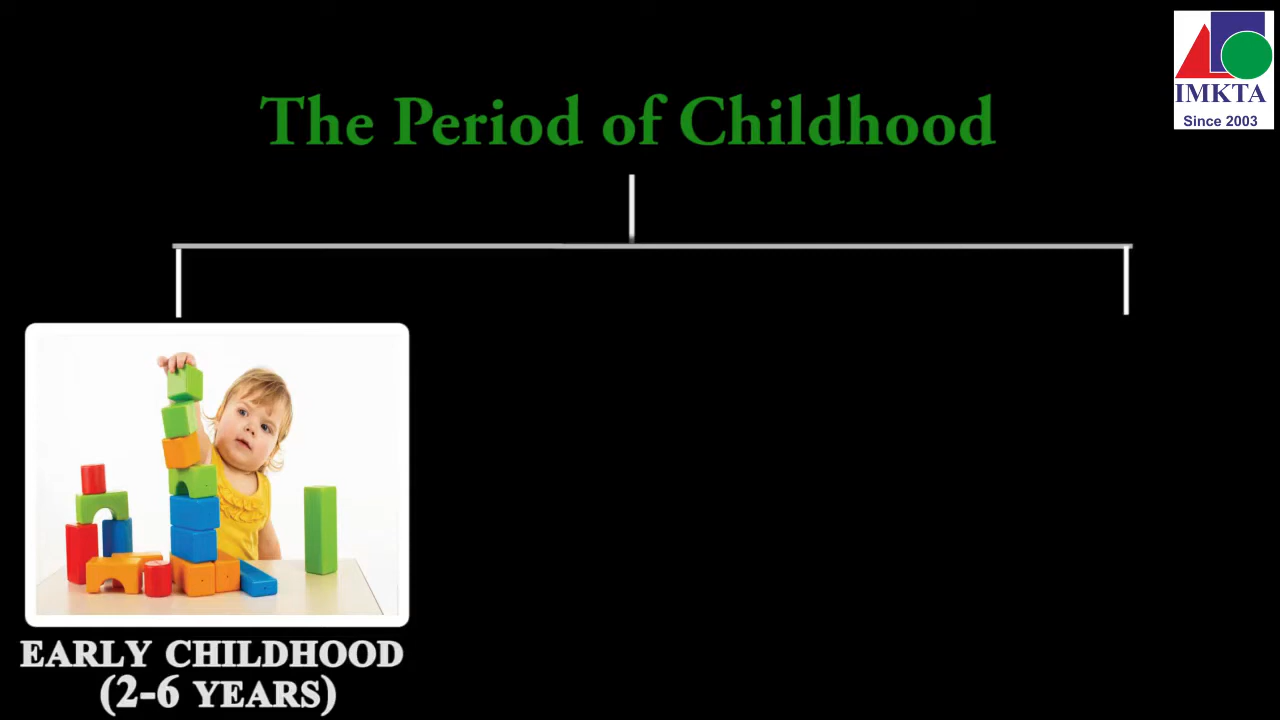 IMKTA
Since 2003
The Period of Childhood
EARLY CHILDHOOD
(2-6 YEARS)